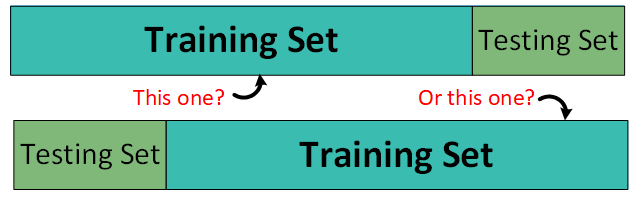 Training Set Testing Set
This one? Or this one?
Testing Set Training Set